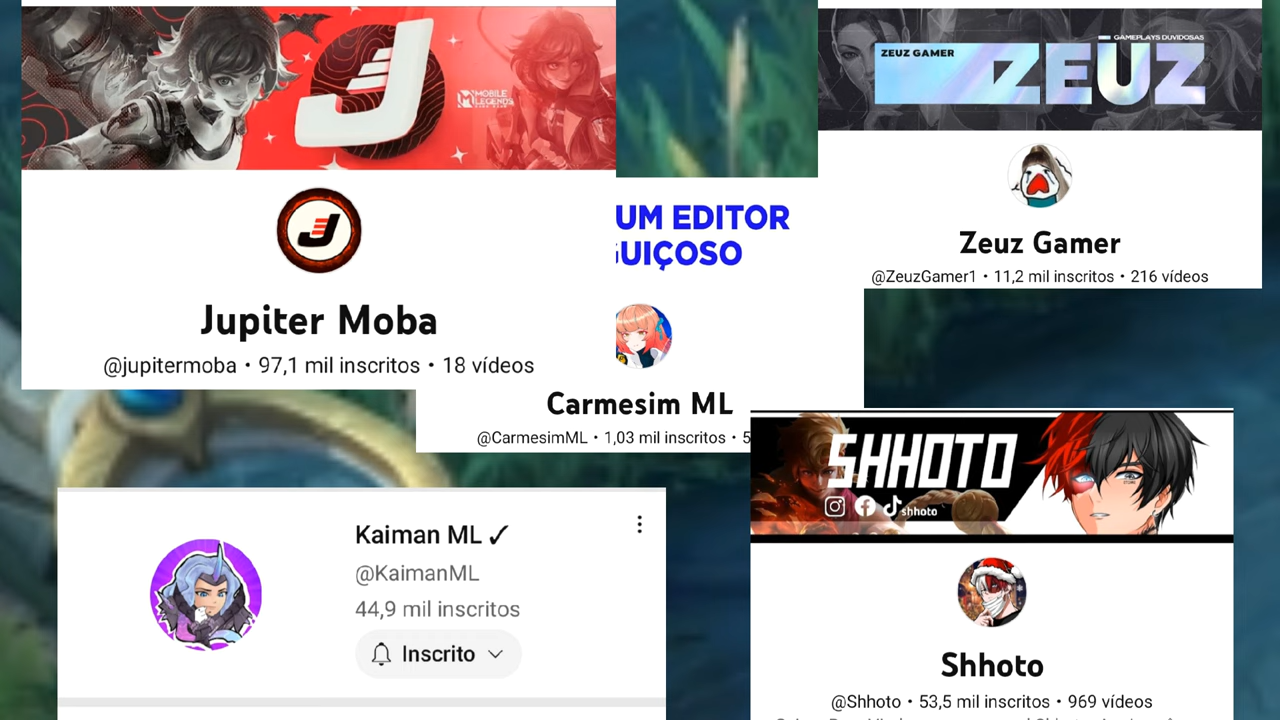 J
MOBILE
LEGENDS
J
Jupiter Moba
@jupitermoba • 97,1 mil inscritos • 18 vídeos
GAMEPLAYS DUVIDOSAS
ZEUZ GAMER
ZEUZ
Zeuz Gamer
@ZeuzGamer1 • 11,2 mil inscritos • 216 vídeos
UM EDITOR
GUIÇOSO
Carmesim ML
@CarmesimML • 1,03 mil inscritos • 5
Kaiman ML ✓
@KaimanML
44,9 mil inscritos
Inscrito
SHHOTO
shhoto
Shhoto
@Shhoto • 53,5 mil inscritos • 969 vídeos